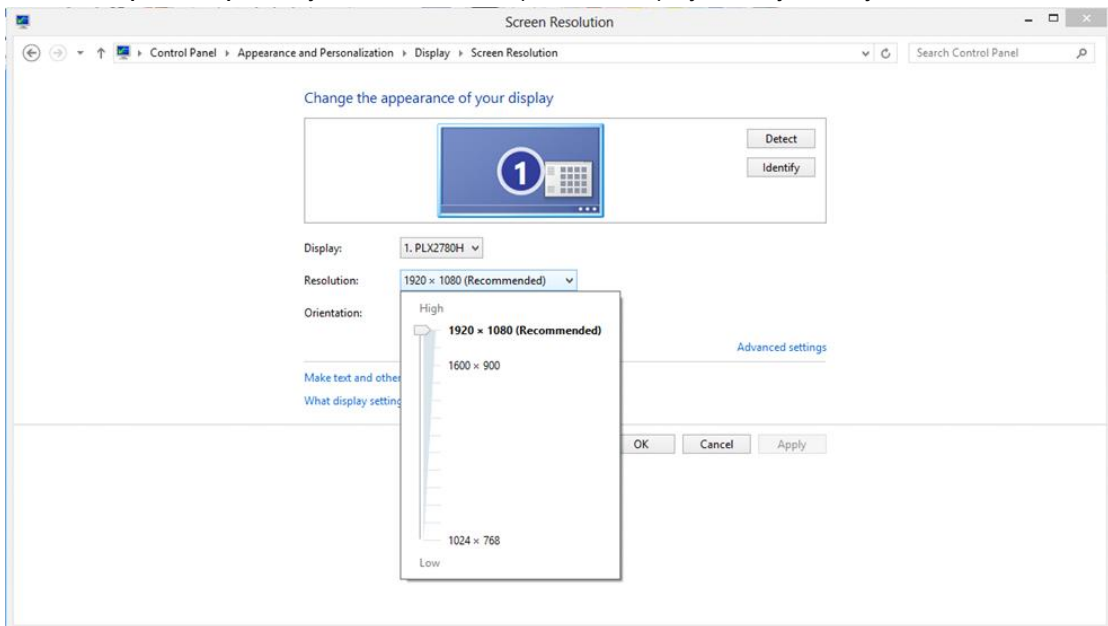 Screen Resolution
Control Panel Appearance and Personalization Display Screen Resolution
Search Control Panel
Change the appearance of your display
1
Detect
Identify
Display: 1. PLX2780H
Resolution: 1920 × 1080 (Recommended)
Orientation:
High
1920 × 1080 (Recommended)
1600 × 900
1024 × 768
Low
Advanced settings
Make text and other
What display setting
OK Cancel Apply